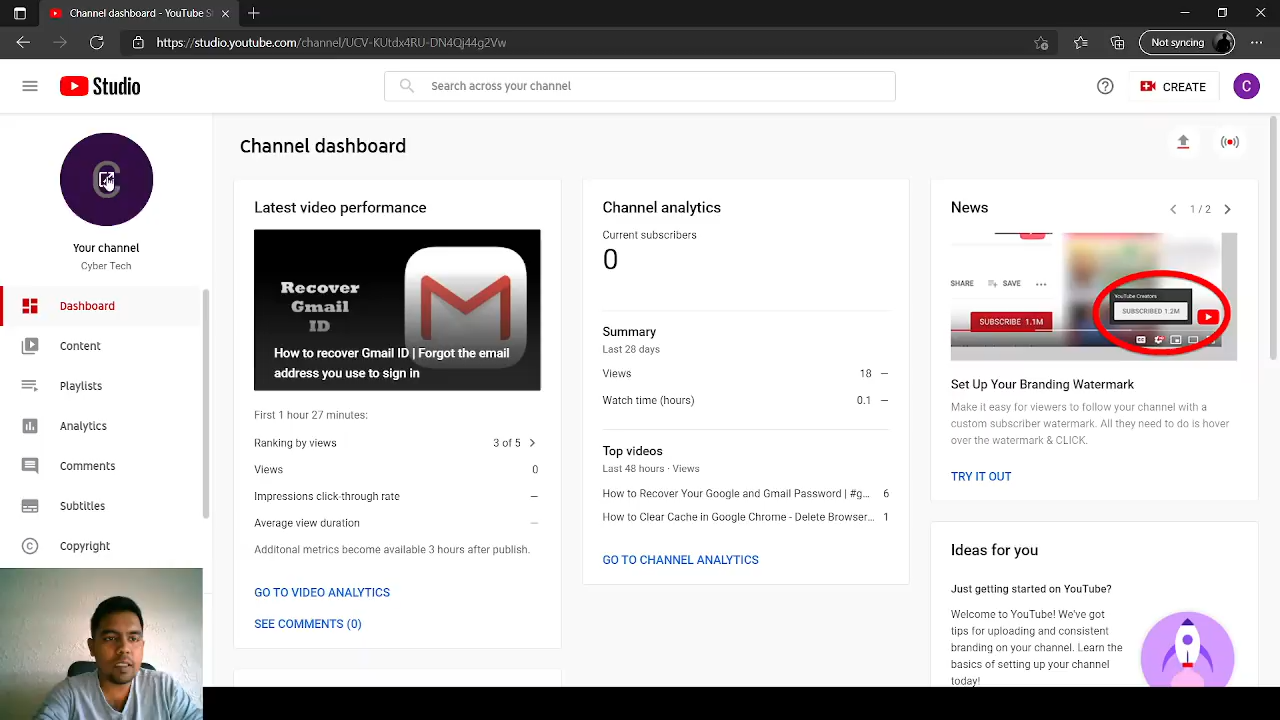 Channel dashboard - YouTube S
https://studio.youtube.com/channel/UCV-KUtdx4RU-DN4Qj44g2Vw
Not syncing
Studio
Search across your channel
CREATE
C
C
Your channel
Cyber Tech
Dashboard
Content
Playlists
Analytics
Comments
Subtitles
Copyright
Channel dashboard
Latest video performance
Recover
Gmail
ID
How to recover Gmail ID | Forgot the email
address you use to sign in
First 1 hour 27 minutes:
Ranking by views 3 of 5
Views 0
Impressions click-through rate –
Average view duration –
Additonal metrics become available 3 hours after publish.
GO TO VIDEO ANALYTICS
SEE COMMENTS (0)
Channel analytics
Current subscribers
0
Summary
Last 28 days
Views 18 –
Watch time (hours) 0.1 –
Top videos
Last 48 hours · Views
How to Recover Your Google and Gmail Password | #g... 6
How to Clear Cache in Google Chrome - Delete Browser... 1
GO TO CHANNEL ANALYTICS
News
1 / 2
SHARE SAVE ...
SUBSCRIBE 1.1M
YouTube Creators
SUBSCRIBED 1.2M
Set Up Your Branding Watermark
Make it easy for viewers to follow your channel with a
custom subscriber watermark. All they need to do is hover
over the watermark & CLICK.
TRY IT OUT
Ideas for you
Just getting started on YouTube?
Welcome to YouTube! We've got
tips for uploading and consistent
branding on your channel. Learn the
basics of setting up your channel
today!